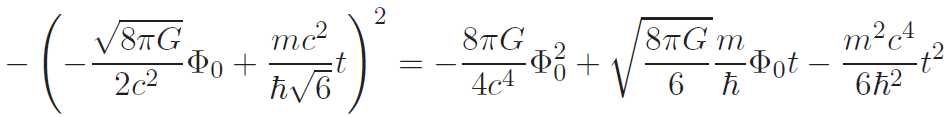 $$-\left(-\frac{\sqrt{8\pi G}}{2c^2}\Phi_0 + \frac{mc^2}{\hbar\sqrt{6}}t\right)^2 = -\frac{8\pi G}{4c^4}\Phi_0^2 + \sqrt{\frac{8\pi G}{6}}\frac{m}{\hbar}\Phi_0 t - \frac{m^2c^4}{6\hbar^2}t^2$$